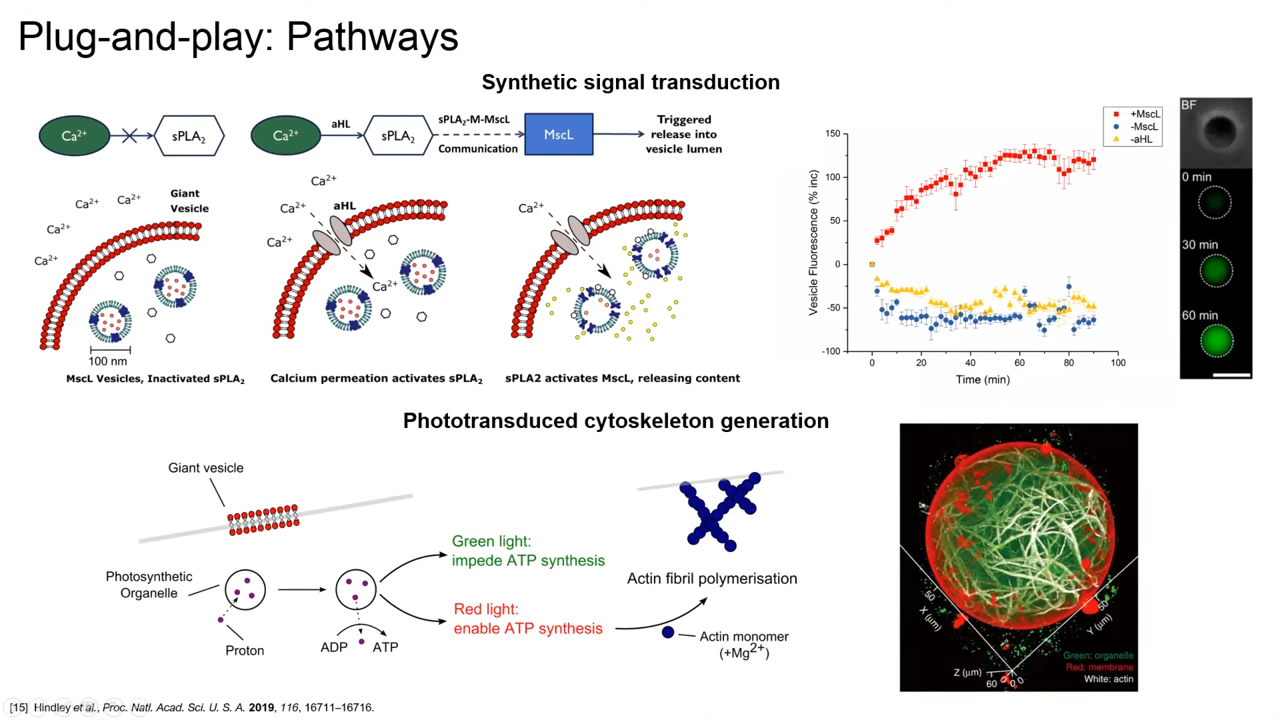 Plug-and-play: Pathways
Synthetic signal transduction
Ca2+
sPLA2
Ca2+
aHL
sPLA2
sPLA2-M-MscL
Communication
MscL
Triggered
release into
vesicle lumen
Ca2+
Ca2+
Ca2+
Ca2+
Giant
Vesicle
100 nm
MscL Vesicles, Inactivated sPLA2
Ca2+
Ca2+
Ca2+
aHL
Ca2+
Calcium permeation activates sPLA2
Ca2+
sPLA2 activates MscL, releasing content
+MscL
-MscL
-aHL
Vesicle Fluorescence (% inc)
150
100
50
0
-50
-100
0
20
40
60
80
100
Time (min)
BF
0 min
30 min
60 min
Phototransduced cytoskeleton generation
Giant vesicle
Photosynthetic
Organelle
Proton
ADP
ATP
Green light:
impede ATP synthesis
Red light:
enable ATP synthesis
Actin fibril polymerisation
Actin monomer
(+Mg2+)
50
X (µm)
50
Y (µm)
Z (µm)
60
0
0
0
Green: organelle
Red: membrane
White: actin
[15] Hindley et al., Proc. Natl. Acad. Sci. U. S. A. 2019, 116, 16711–16716.